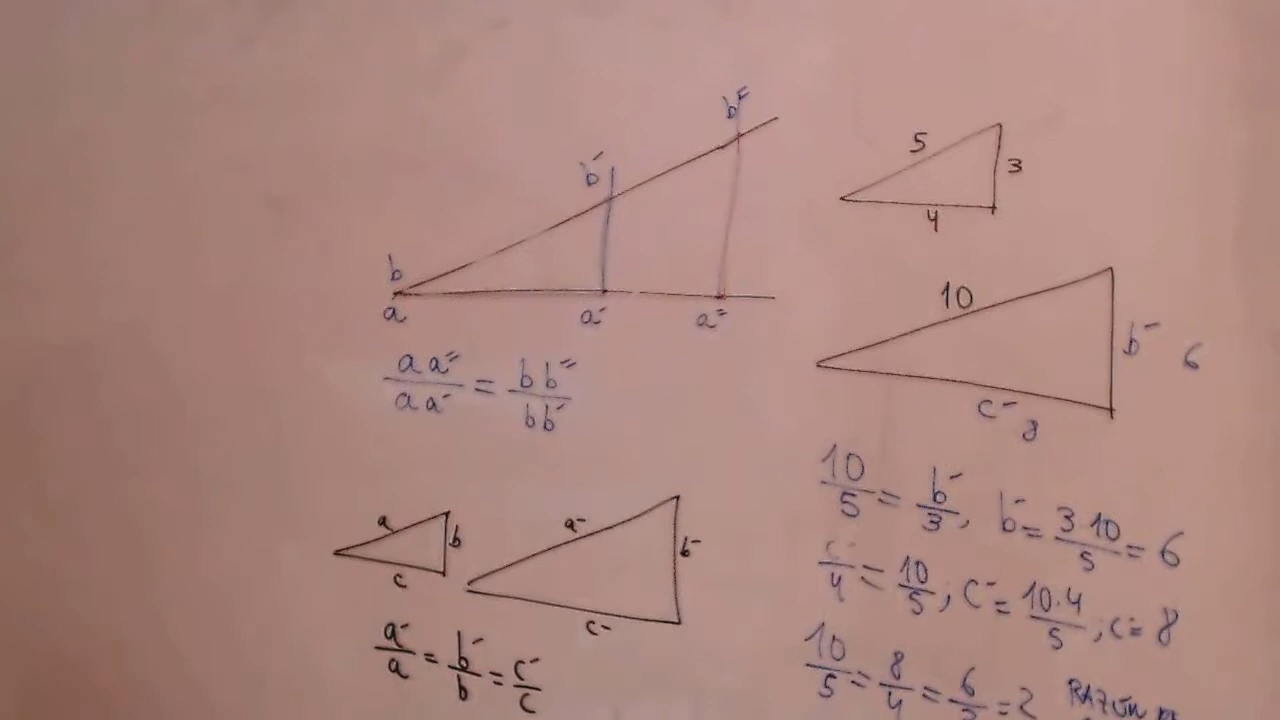 b
a
b'
a'
b"
a"
aa"/aa' = bb"/bb'
a
b
c
a'
b'
c'
a'/a = b'/b = c'/c
5
3
4
10
b' 6
c' 8
10/5 = b'/3, b' = 3·10/5 = 6
c'/4 = 10/5; c' = 10·4/5; c = 8
10/5 = 8/4 = 6/3 = 2 RAZÓN